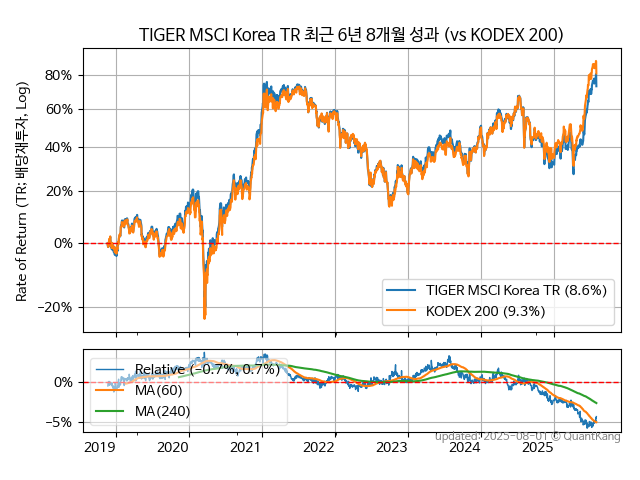 TIGER MSCI Korea TR 최근 6년 8개월 성과 (vs KODEX 200)
Rate of Return (TR: 배당재투자, Log)
80%
60%
40%
20%
0%
−20%
TIGER MSCI Korea TR (8.6%)
KODEX 200 (9.3%)
0%
−5%
Relative (−0.7%, 0.7%)
MA(60)
MA(240)
2019 2020 2021 2022 2023 2024 2025
updated: 2025-08-01 © QuantKang